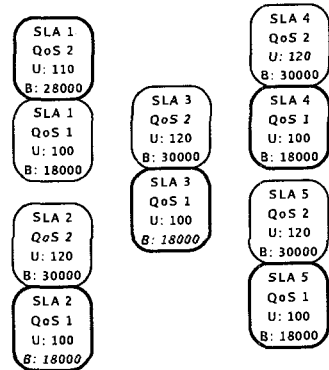 SLA 1
QoS 2
U: 110
B: 28000
SLA 1
QoS 1
U: 100
B: 18000
SLA 2
QoS 2
U: 120
B: 30000
SLA 2
QoS 1
U: 100
B: 18000
SLA 3
QoS 2
U: 120
B: 30000
SLA 3
QoS 1
U: 100
B: 18000
SLA 4
QoS 2
U: 120
B: 30000
SLA 4
QoS 1
U: 100
B: 18000
SLA 5
QoS 2
U: 120
B: 30000
SLA 5
QoS 1
U: 100
B: 18000